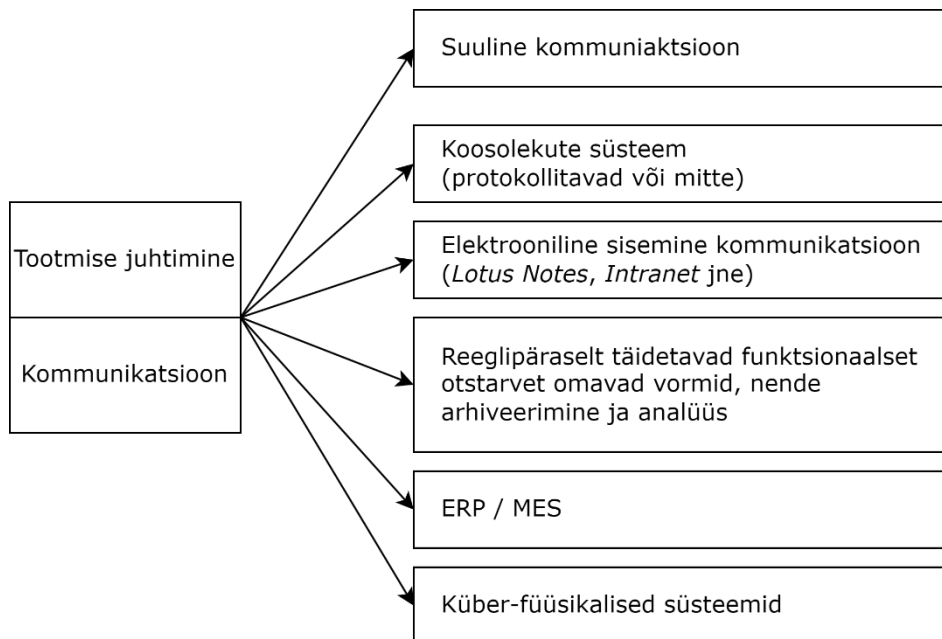 Suuline kommuniaktsioon
Koosolekute süsteem
(protokollitavad või mitte)
Tootmise juhtimine
Elektrooniline sisemine kommunikatsioon
(Lotus Notes, Intranet jne)
Kommunikatsioon
Reeglipäraselt täidetavad funktsionaalset
otstarvet omavad vormid, nende
arhiveerimine ja analüüs
ERP / MES
Küber-füüsikalised süsteemid